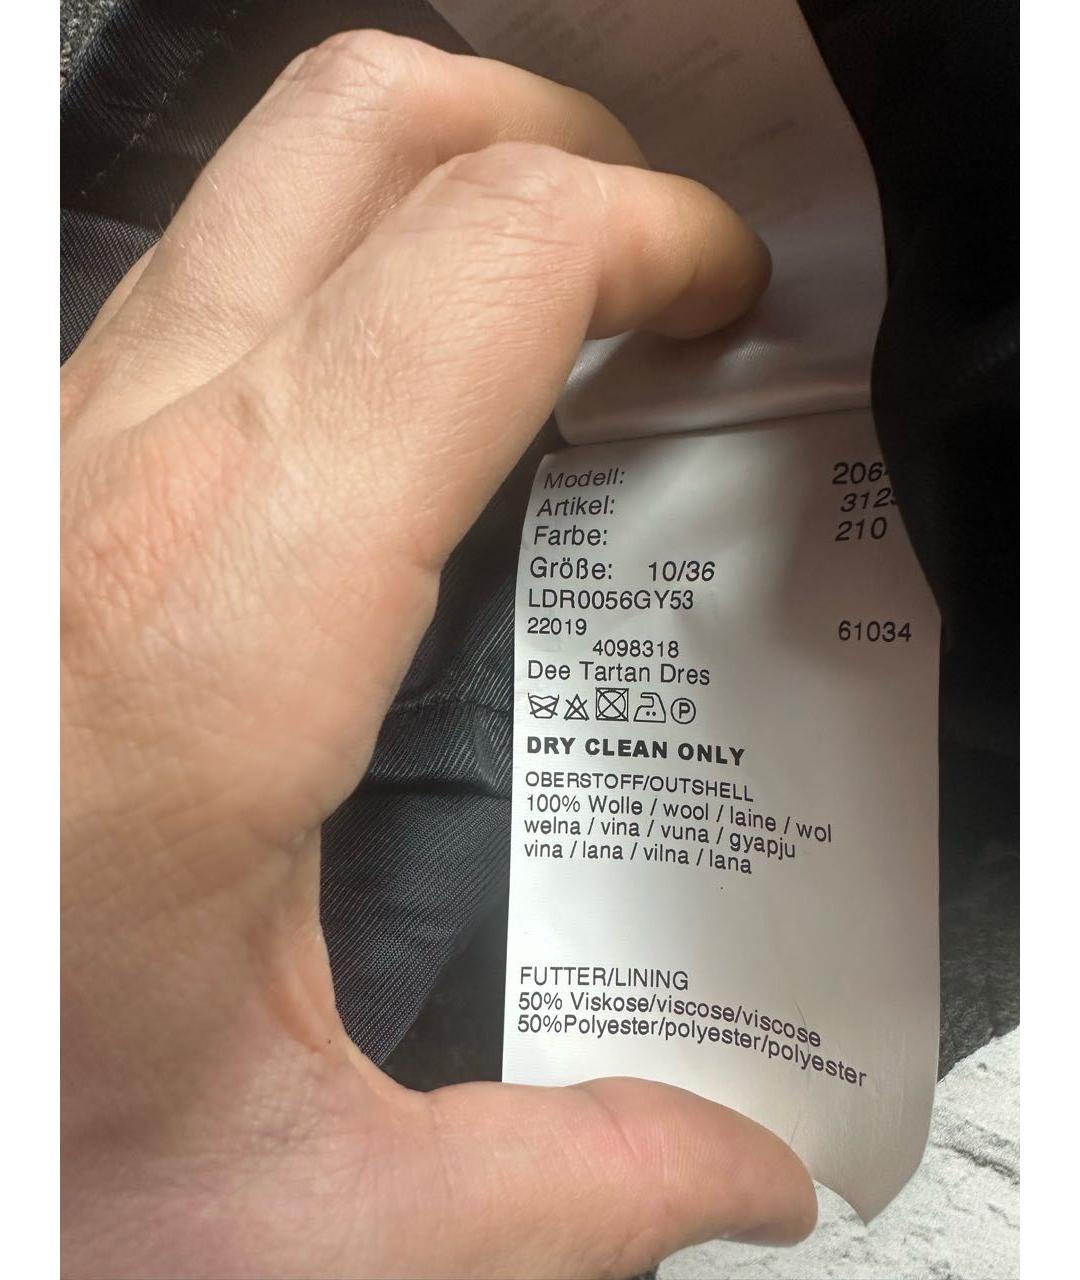 Modell:
Artikel: 312
Farbe: 210
Größe: 10/36
LDR0056GY53
22019 61034
4098318
Dee Tartan Dres
P
DRY CLEAN ONLY
OBERSTOFF/OUTSHELL
100% Wolle / wool / laine / wol
wełna / vina / vuna / gyapju
vina / lana / vilna / lana
FUTTER/LINING
50% Viskose/viscose/viscose
50%Polyester/polyester/polyester